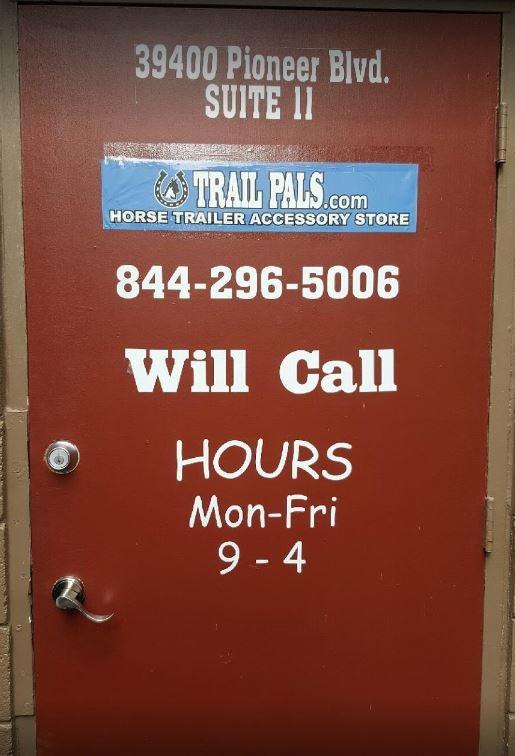 39400 Pioneer Blvd.
SUITE 11
TRAIL PALS.com
HORSE TRAILER ACCESSORY STORE
844-296-5006
Will Call
HOURS
Mon-Fri
9 - 4